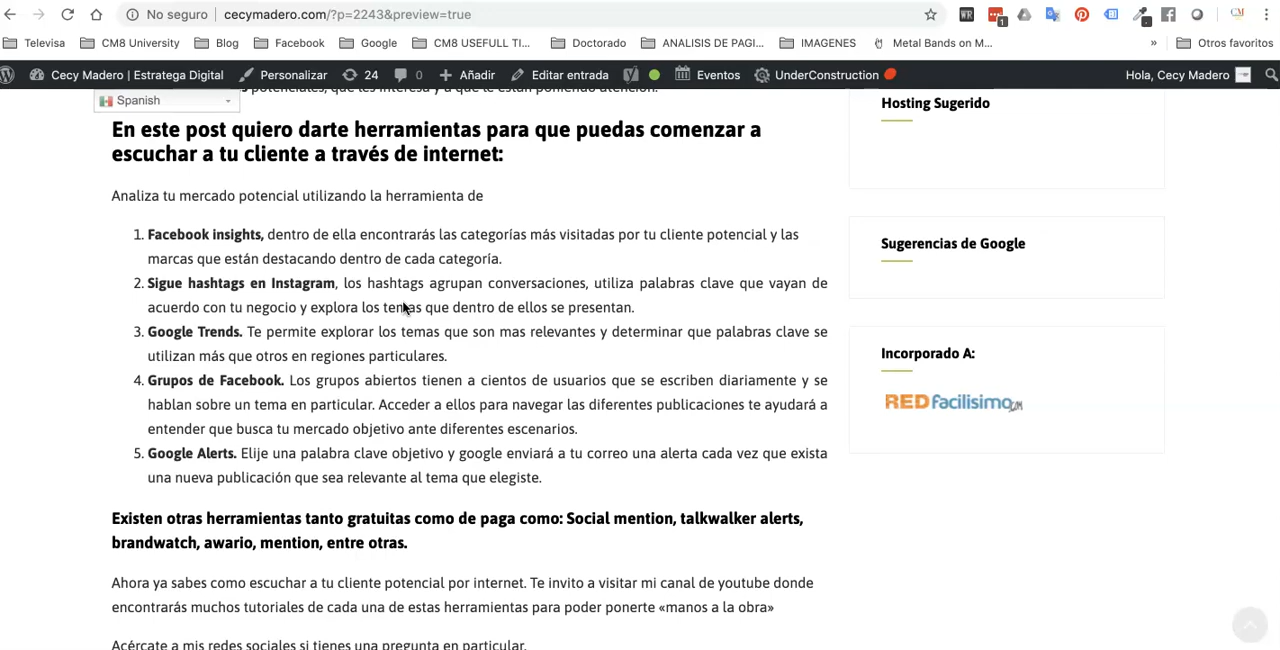 No seguro cecymadero.com/?p=2243&preview=true
Televisa CM8 University Blog Facebook Google CM8 USEFULL TI... Doctorado ANALISIS DE PAGI... IMAGENES Metal Bands on M... » Otros favoritos
Cecy Madero | Estratega Digital Personalizar 24 0 Añadir Editar entrada Eventos UnderConstruction Hola, Cecy Madero
potenciales, que les interesa y a que le están poniendo atención.
Spanish
En este post quiero darte herramientas para que puedas comenzar a
escuchar a tu cliente a través de internet:
Analiza tu mercado potencial utilizando la herramienta de
1. Facebook insights, dentro de ella encontrarás las categorías más visitadas por tu cliente potencial y las
marcas que están destacando dentro de cada categoría.
2. Sigue hashtags en Instagram, los hashtags agrupan conversaciones, utiliza palabras clave que vayan de
acuerdo con tu negocio y explora los temas que dentro de ellos se presentan.
3. Google Trends. Te permite explorar los temas que son mas relevantes y determinar que palabras clave se
utilizan más que otros en regiones particulares.
4. Grupos de Facebook. Los grupos abiertos tienen a cientos de usuarios que se escriben diariamente y se
hablan sobre un tema en particular. Acceder a ellos para navegar las diferentes publicaciones te ayudará a
entender que busca tu mercado objetivo ante diferentes escenarios.
5. Google Alerts. Elije una palabra clave objetivo y google enviará a tu correo una alerta cada vez que exista
una nueva publicación que sea relevante al tema que elegiste.
Existen otras herramientas tanto gratuitas como de paga como: Social mention, talkwalker alerts,
brandwatch, awario, mention, entre otras.
Ahora ya sabes como escuchar a tu cliente potencial por internet. Te invito a visitar mi canal de youtube donde
encontrarás muchos tutoriales de cada una de estas herramientas para poder ponerte «manos a la obra»
Acércate a mis redes sociales si tienes una pregunta en particular.
Hosting Sugerido
Sugerencias de Google
Incorporado A:
REDfacilisimo.COM